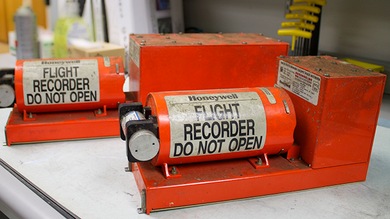 Honeywell
FLIGHT
RECORDER
DO NOT OPEN
Honeywell
FLIGHT
RECORDER
DO NOT OPEN